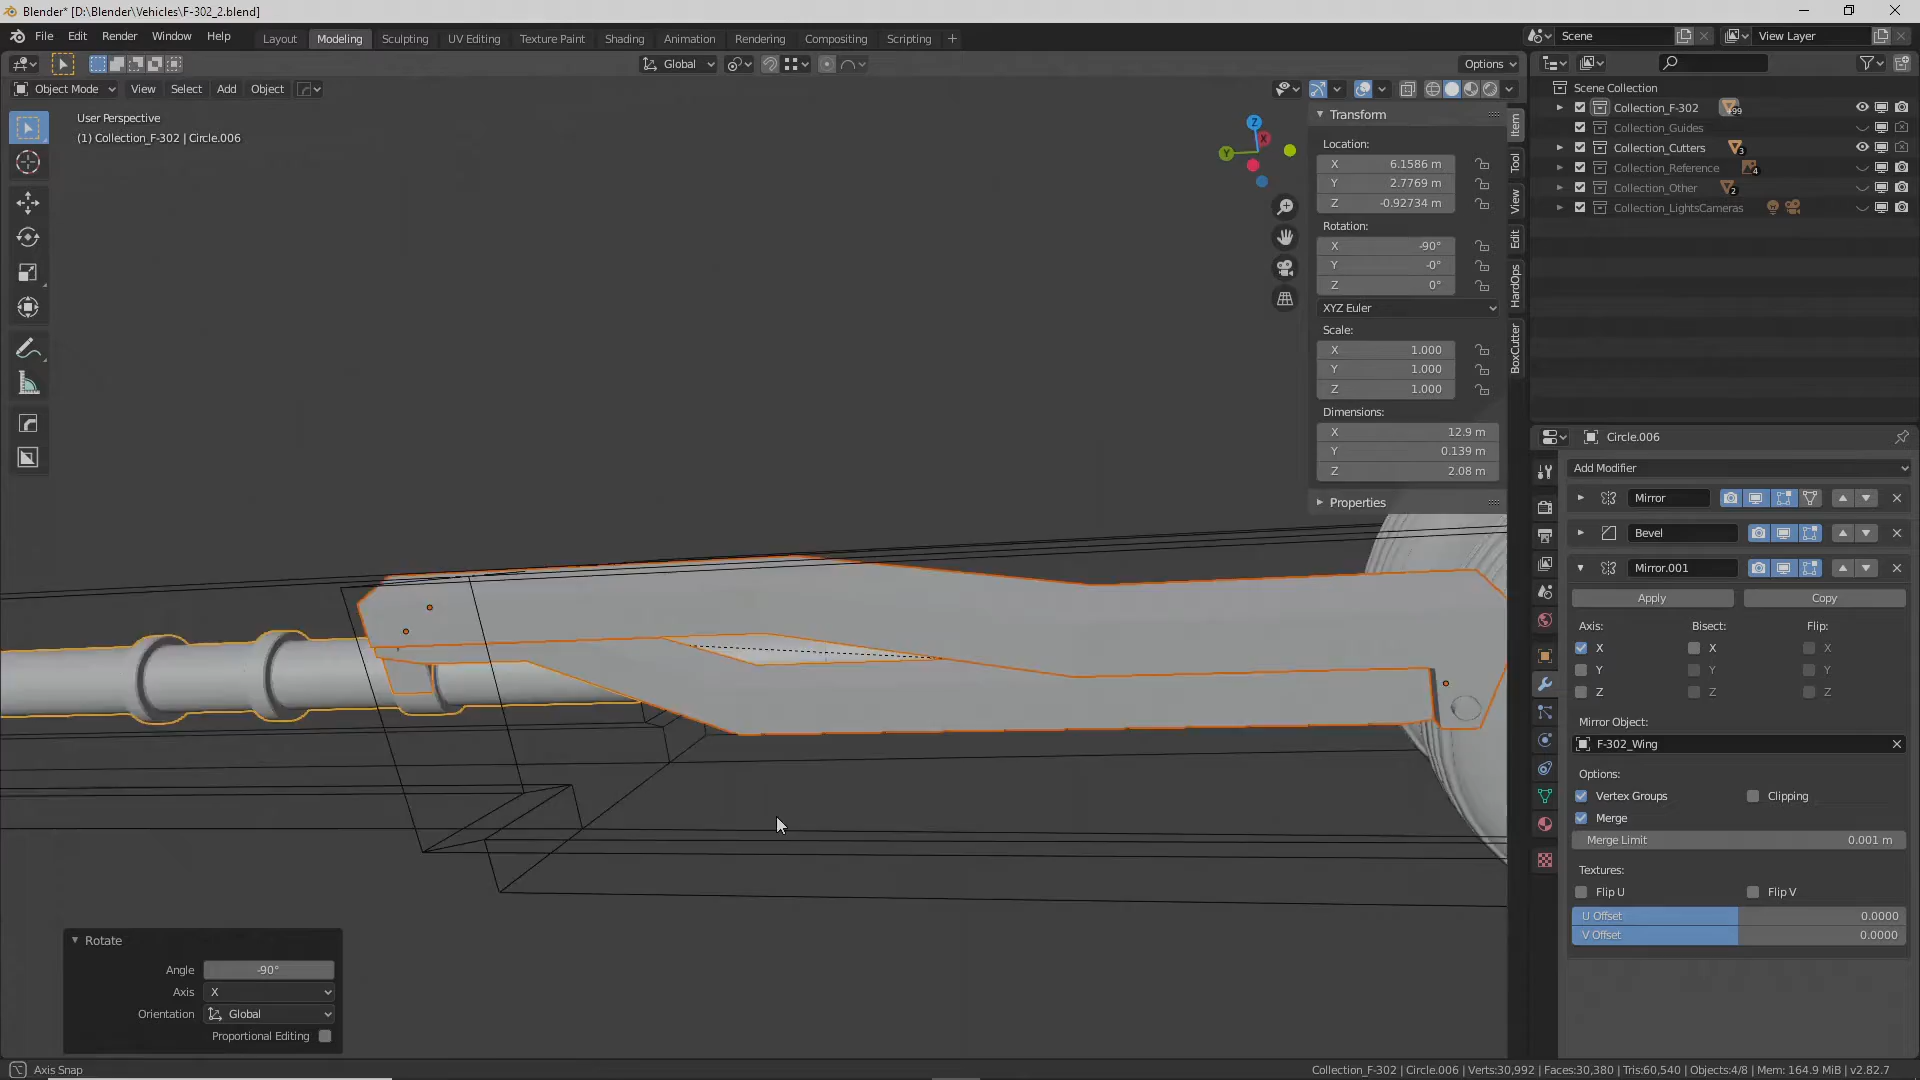 Blender* [D:\Blender\Vehicles\F-302_2.blend]
File Edit Render Window Help
Layout Modeling Sculpting UV Editing Texture Paint Shading Animation Rendering Compositing Scripting
Scene
View Layer
Global
Options
Object Mode View Select Add Object
User Perspective
(1) Collection_F-302 | Circle.006
Z
X
Y
Transform
Location:
X 6.1586 m
Y 2.7769 m
Z -0.92734 m
Rotation:
X -90°
Y -0°
Z 0°
XYZ Euler
Scale:
X 1.000
Y 1.000
Z 1.000
Dimensions:
X 12.9 m
Y 0.139 m
Z 2.08 m
Properties
Item
Tool
View
Edit
HardOps
BoxCutter
Scene Collection
Collection_F-302
Collection_Guides
Collection_Cutters 3
Collection_Reference 4
Collection_Other 2
Collection_LightsCameras
Circle.006
Add Modifier
Mirror
Bevel
Mirror.001
Apply Copy
Axis: Bisect: Flip:
X X X
Y Y Y
Z Z Z
Mirror Object:
F-302_Wing
Options:
Vertex Groups Clipping
Merge
Merge Limit 0.001 m
Textures:
Flip U Flip V
U Offset 0.0000
V Offset 0.0000
Rotate
Angle -90°
Axis X
Orientation Global
Proportional Editing
Axis Snap
Collection_F-302 | Circle.006 | Verts:30,992 | Faces:30,380 | Tris:60,540 | Objects:4/8 | Mem: 164.9 MiB | v2.82.7